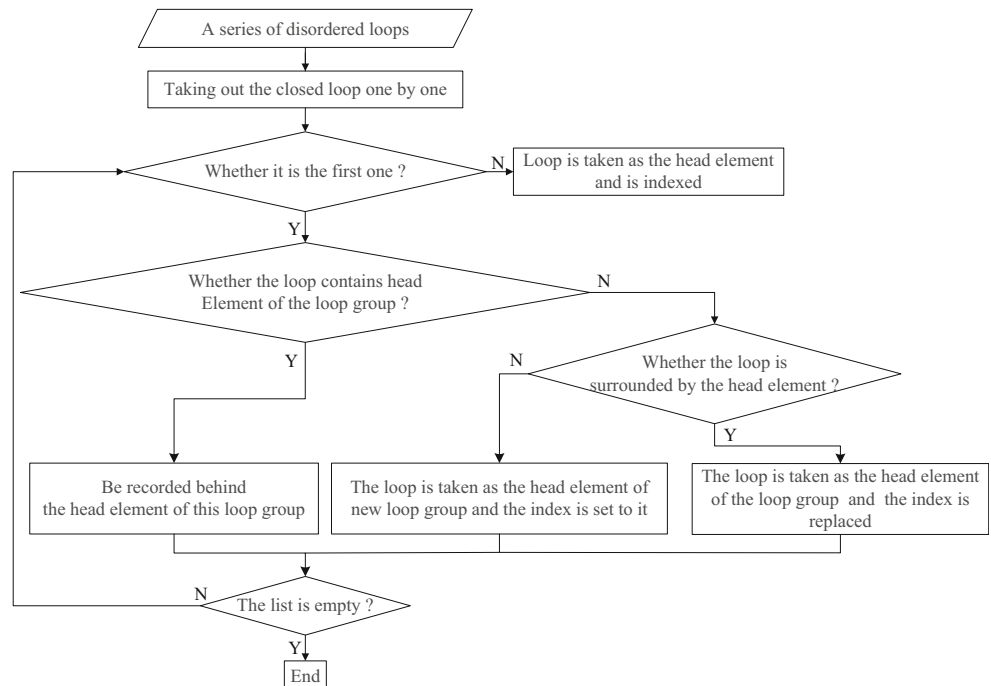 A series of disordered loops
Taking out the closed loop one by one
Whether it is the first one ?
N
Loop is taken as the head element
and is indexed
Y
Whether the loop contains head
Element of the loop group ?
N
Y
Whether the loop is
surrounded by the head element ?
N
Y
Be recorded behind
the head element of this loop group
The loop is taken as the head element of
new loop group and the index is set to it
The loop is taken as the head element
of the loop group and the index is
replaced
The list is empty ?
N
Y
End